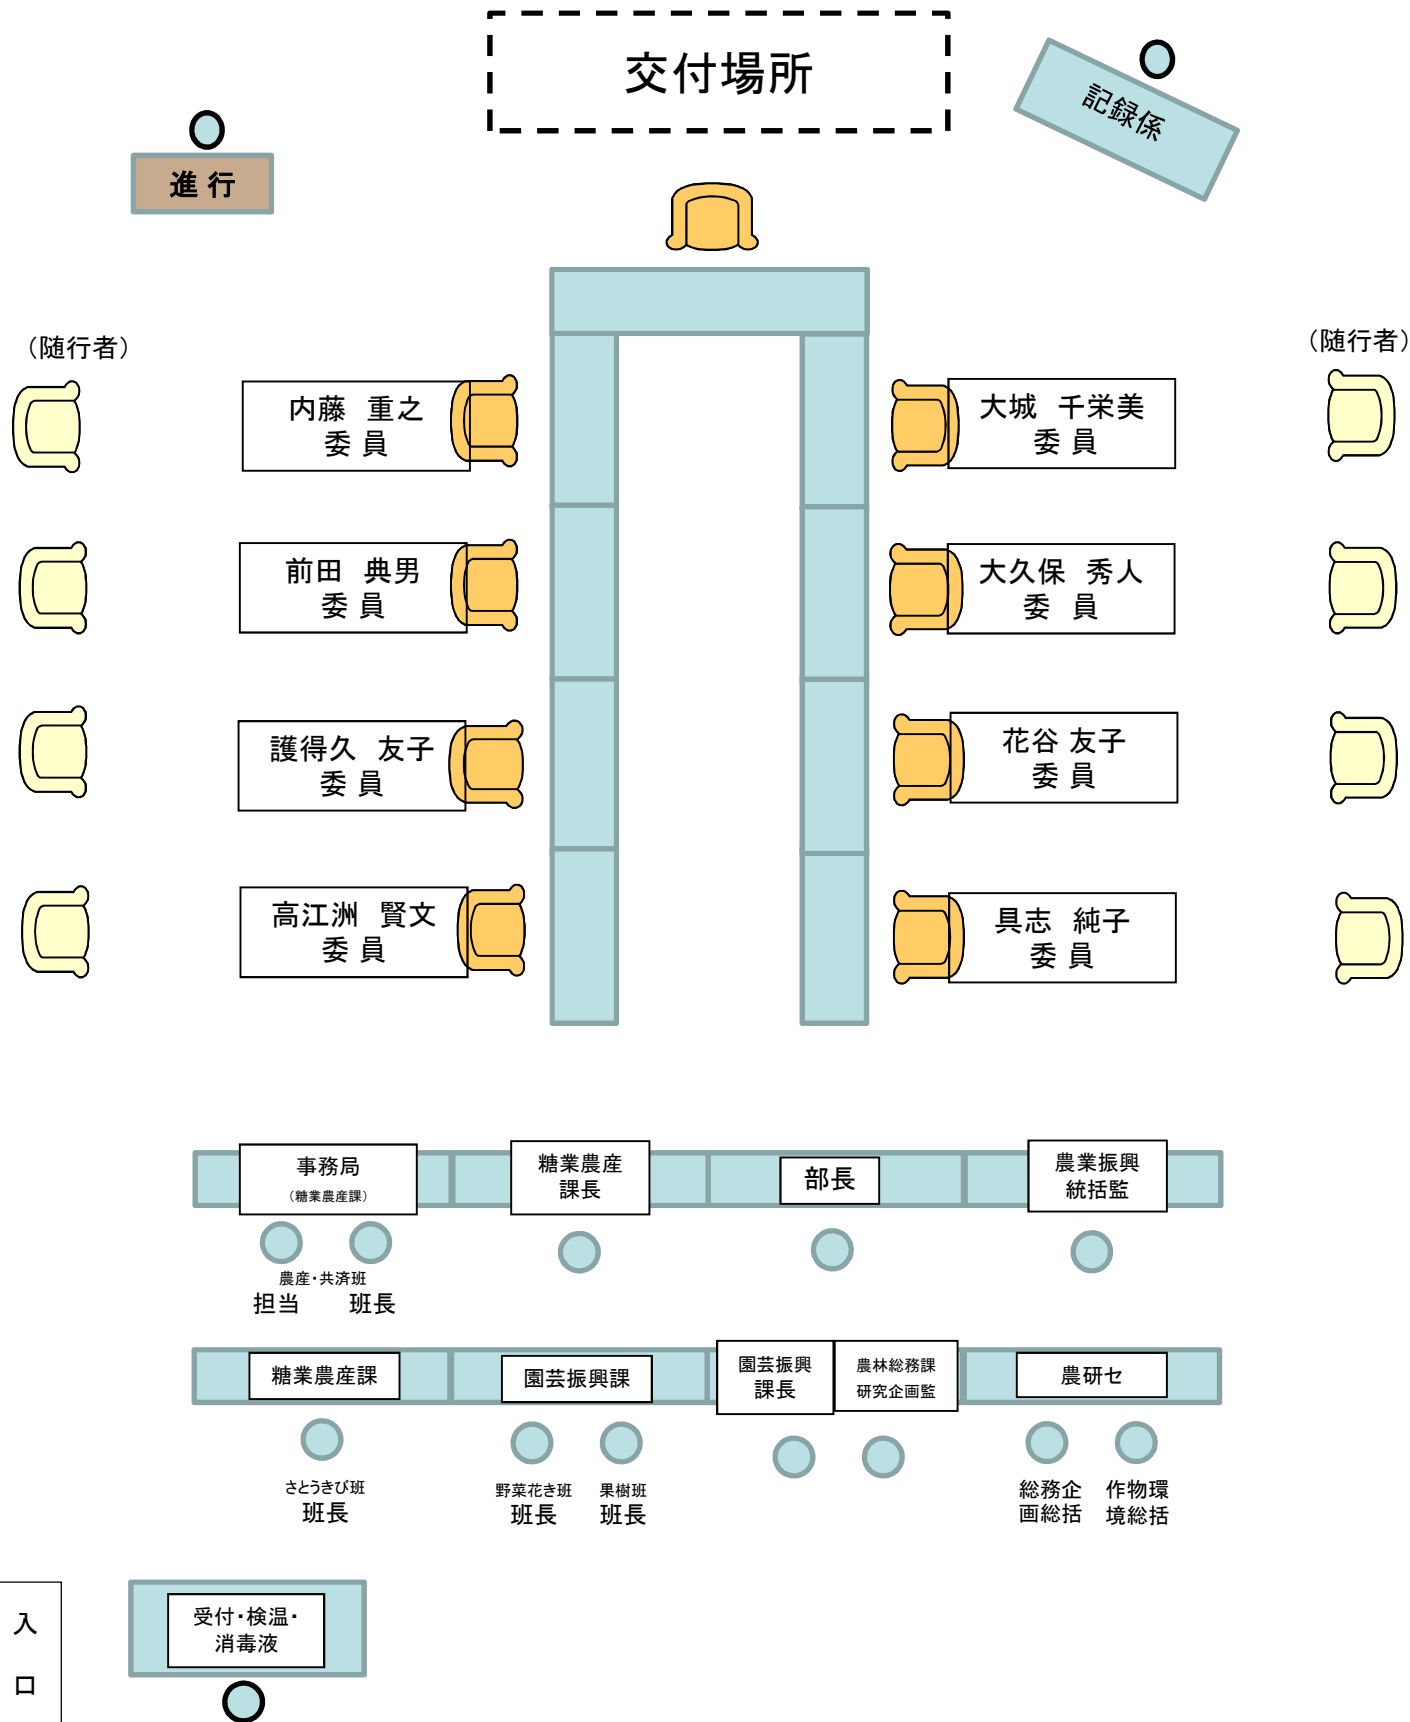 交付場所
記録係
進 行
（随行者）
（随行者）
内藤　重之
委 員
大城　千栄美
委 員
前田　典男
委 員
大久保　秀人
委　員
護得久　友子
委 員
花谷 友子
委 員
高江洲　賢文
委 員
具志　純子
委 員
事務局
（糖業農産課）
糖業農産
課長
部長
農業振興
統括監
農産・共済班
担当　　班長
糖業農産課
園芸振興課
園芸振興
課長
農林総務課
研究企画監
農研セ
さとうきび班
班長
野菜花き班
班長
果樹班
班長
総務企
画総括
作物環
境総括
入
口
受付・検温・
消毒液